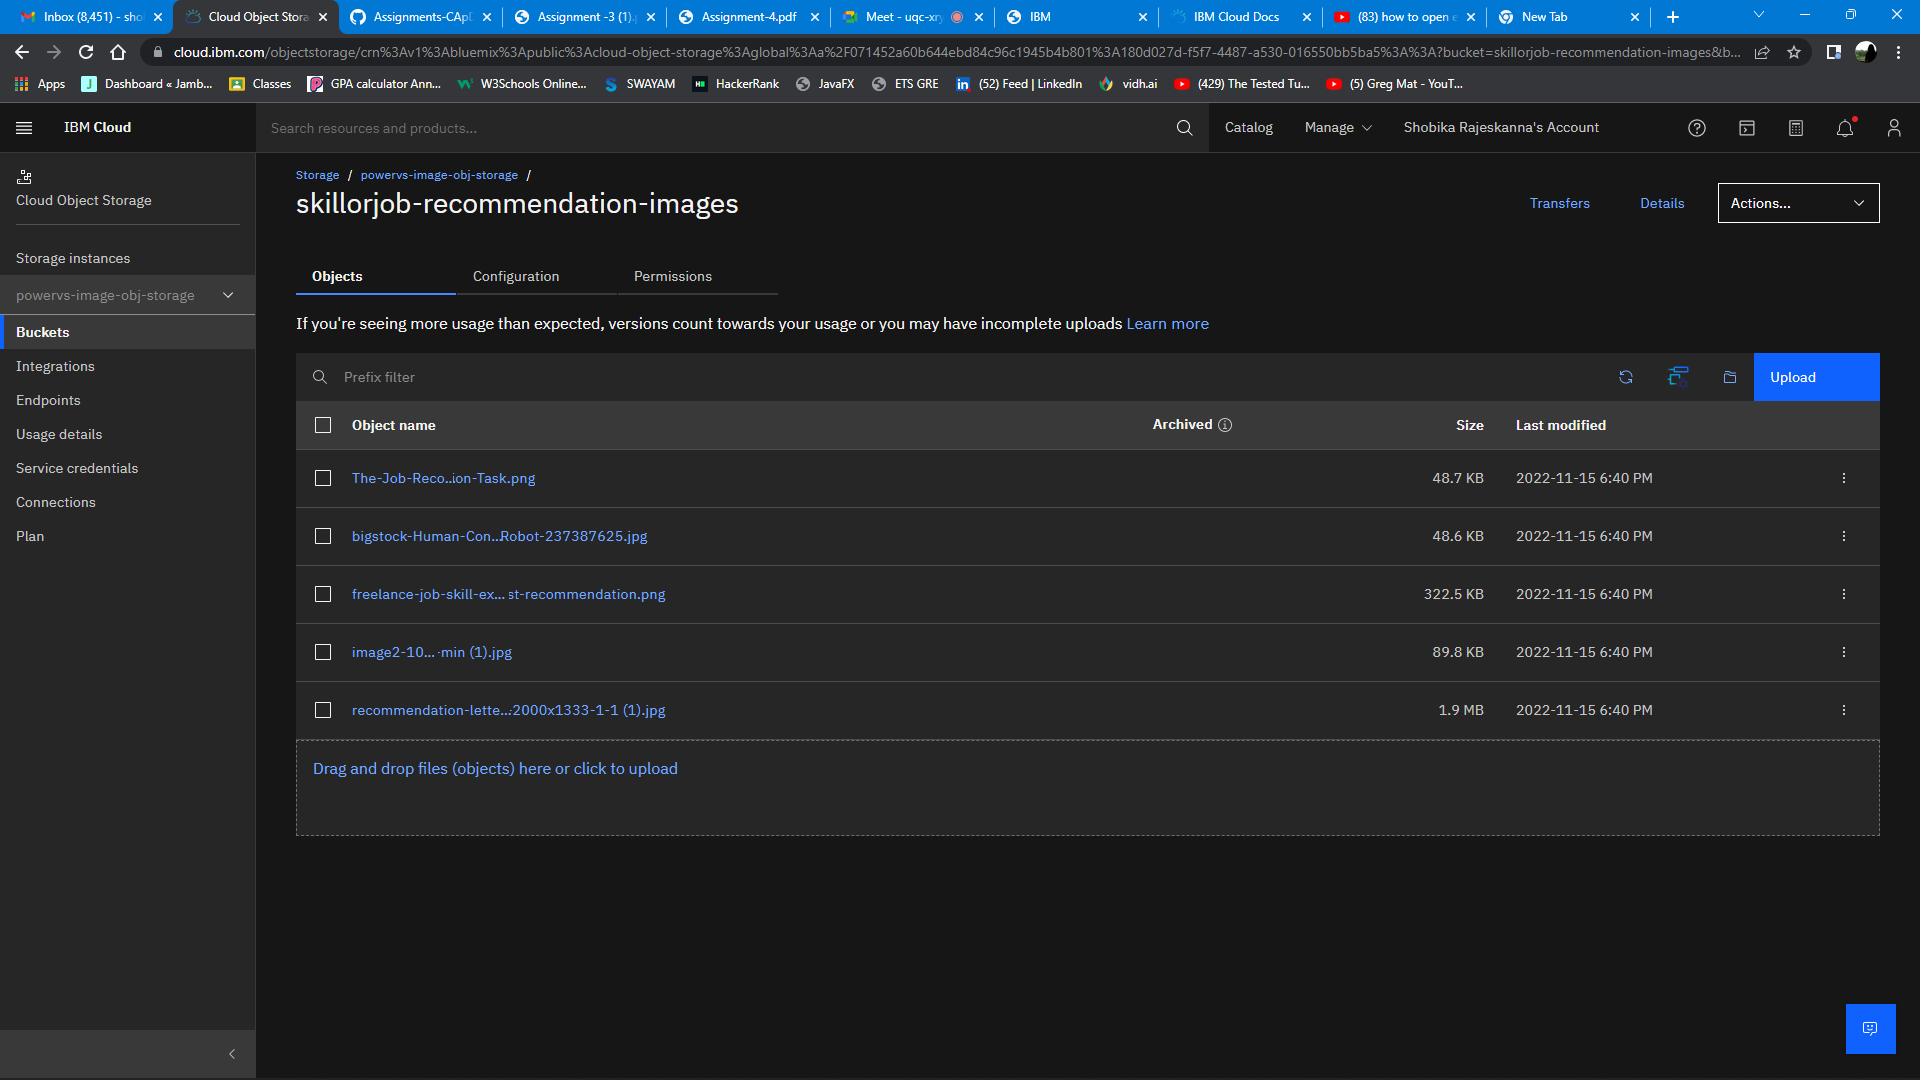 Inbox (8,451) - sho
Cloud Object Stora
Assignments-CAp
Assignment -3 (1).p
Assignment-4.pdf
Meet - uqc-xry
IBM
IBM Cloud Docs
(83) how to open e
New Tab
cloud.ibm.com/objectstorage/crn%3Av1%3Abluemix%3Apublic%3Acloud-object-storage%3Aglobal%3Aa%2F071452a60b644ebd84c96c1945b4b801%3A180d027d-f5f7-4487-a530-016550bb5ba5%3A%3A?bucket=skillorjob-recommendation-images&b...
Apps
Dashboard « Jamb...
Classes
GPA calculator Ann...
W3Schools Online...
SWAYAM
HackerRank
JavaFX
ETS GRE
(52) Feed | LinkedIn
vidh.ai
(429) The Tested Tu...
(5) Greg Mat - YouT...
IBM Cloud
Search resources and products...
Catalog
Manage
Shobika Rajeskanna's Account
Cloud Object Storage
Storage instances
powervs-image-obj-storage
Buckets
Integrations
Endpoints
Usage details
Service credentials
Connections
Plan
Storage / powervs-image-obj-storage /
skillorjob-recommendation-images
Transfers
Details
Actions...
Objects
Configuration
Permissions
If you're seeing more usage than expected, versions count towards your usage or you may have incomplete uploads Learn more
Prefix filter
Upload
Object name Archived Size Last modified
The-Job-Reco...ion-Task.png 48.7 KB 2022-11-15 6:40 PM
bigstock-Human-Con...Robot-237387625.jpg 48.6 KB 2022-11-15 6:40 PM
freelance-job-skill-ex... st-recommendation.png 322.5 KB 2022-11-15 6:40 PM
image2-10... -min (1).jpg 89.8 KB 2022-11-15 6:40 PM
recommendation-lette...-2000x1333-1-1 (1).jpg 1.9 MB 2022-11-15 6:40 PM
Drag and drop files (objects) here or click to upload